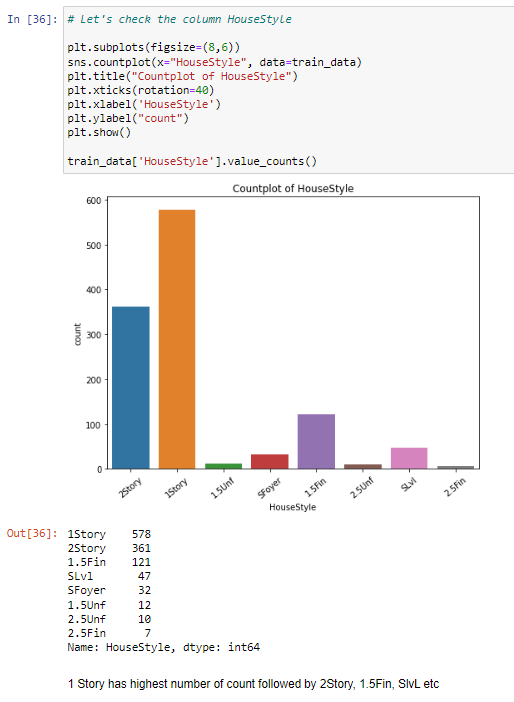 In [36]: # Let's check the column HouseStyle
plt.subplots(figsize=(8,6))
sns.countplot(x="HouseStyle", data=train_data)
plt.title("Countplot of HouseStyle")
plt.xticks(rotation=40)
plt.xlabel('HouseStyle')
plt.ylabel("count")
plt.show()
train_data['HouseStyle'].value_counts()
Countplot of HouseStyle
600
500
400
300
200
100
0
count
2Story 1Story 1.5Unf SFoyer 1.5Fin 2.5Unf SLvl 2.5Fin
HouseStyle
Out[36]: 1Story 578
2Story 361
1.5Fin 121
SLvl 47
SFoyer 32
1.5Unf 12
2.5Unf 10
2.5Fin 7
Name: HouseStyle, dtype: int64
1 Story has highest number of count followed by 2Story, 1.5Fin, SlvL etc